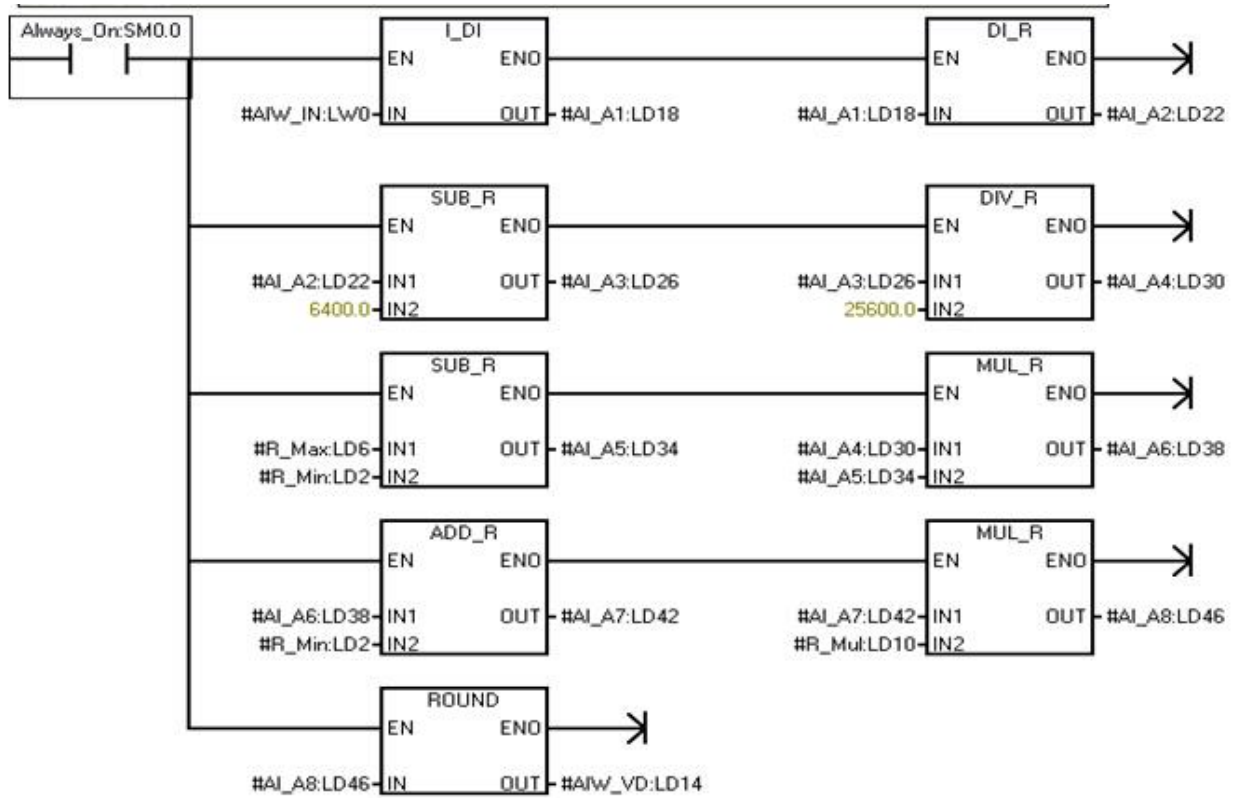 Always_On:SM0.0
I_DI
DI_R
EN ENO
EN ENO
#AIW_IN:LW0 IN OUT #AI_A1:LD18
#AI_A1:LD18 IN OUT #AI_A2:LD22
SUB_R
DIV_R
EN ENO
EN ENO
#AI_A2:LD22 IN1 OUT #AI_A3:LD26
#AI_A3:LD26 IN1 OUT #AI_A4:LD30
6400.0 IN2
25600.0 IN2
SUB_R
MUL_R
EN ENO
EN ENO
#R_Max:LD6 IN1 OUT #AI_A5:LD34
#AI_A4:LD30 IN1 OUT #AI_A6:LD38
#R_Min:LD2 IN2
#AI_A5:LD34 IN2
ADD_R
MUL_R
EN ENO
EN ENO
#AI_A6:LD38 IN1 OUT #AI_A7:LD42
#AI_A7:LD42 IN1 OUT #AI_A8:LD46
#R_Min:LD2 IN2
#R_Mul:LD10 IN2
ROUND
EN ENO
#AI_A8:LD46 IN OUT #AIW_VD:LD14